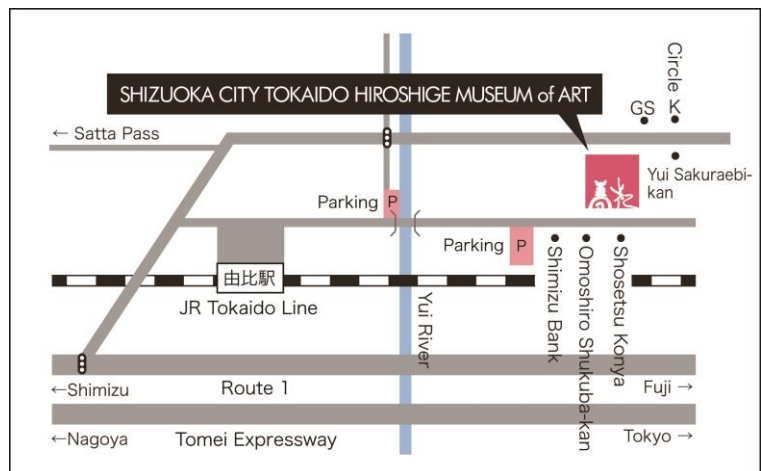 Circle K
SHIZUOKA CITY TOKAIDO HIROSHIGE MUSEUM of ART
GS
← Satta Pass
Yui Sakuraebi-
kan
Parking P
Parking P
由比駅
JR Tokaido Line
Yui River
Shimizu Bank
Omoshiro Shukuba-kan
Shosetsu Konya
←Shimizu
Route 1
Fuji →
←Nagoya
Tomei Expressway
Tokyo →